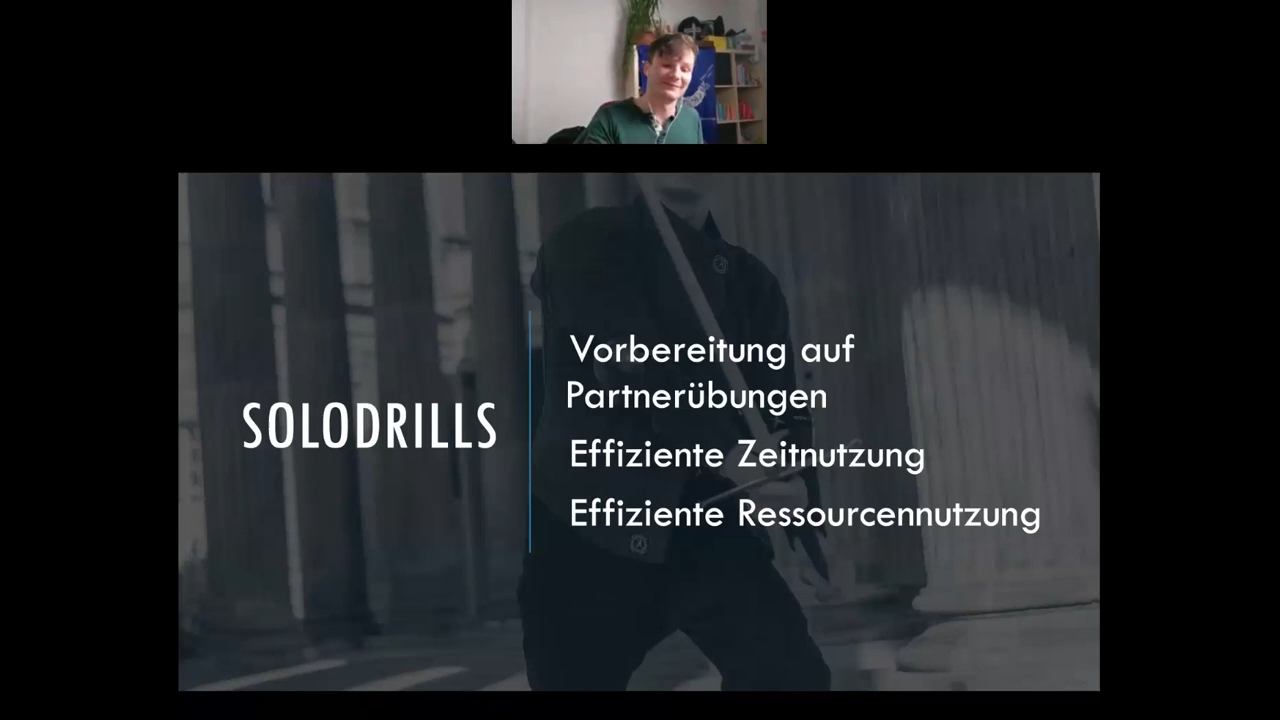 SOLODRILLS
Vorbereitung auf
Partnerübungen
Effiziente Zeitnutzung
Effiziente Ressourcennutzung